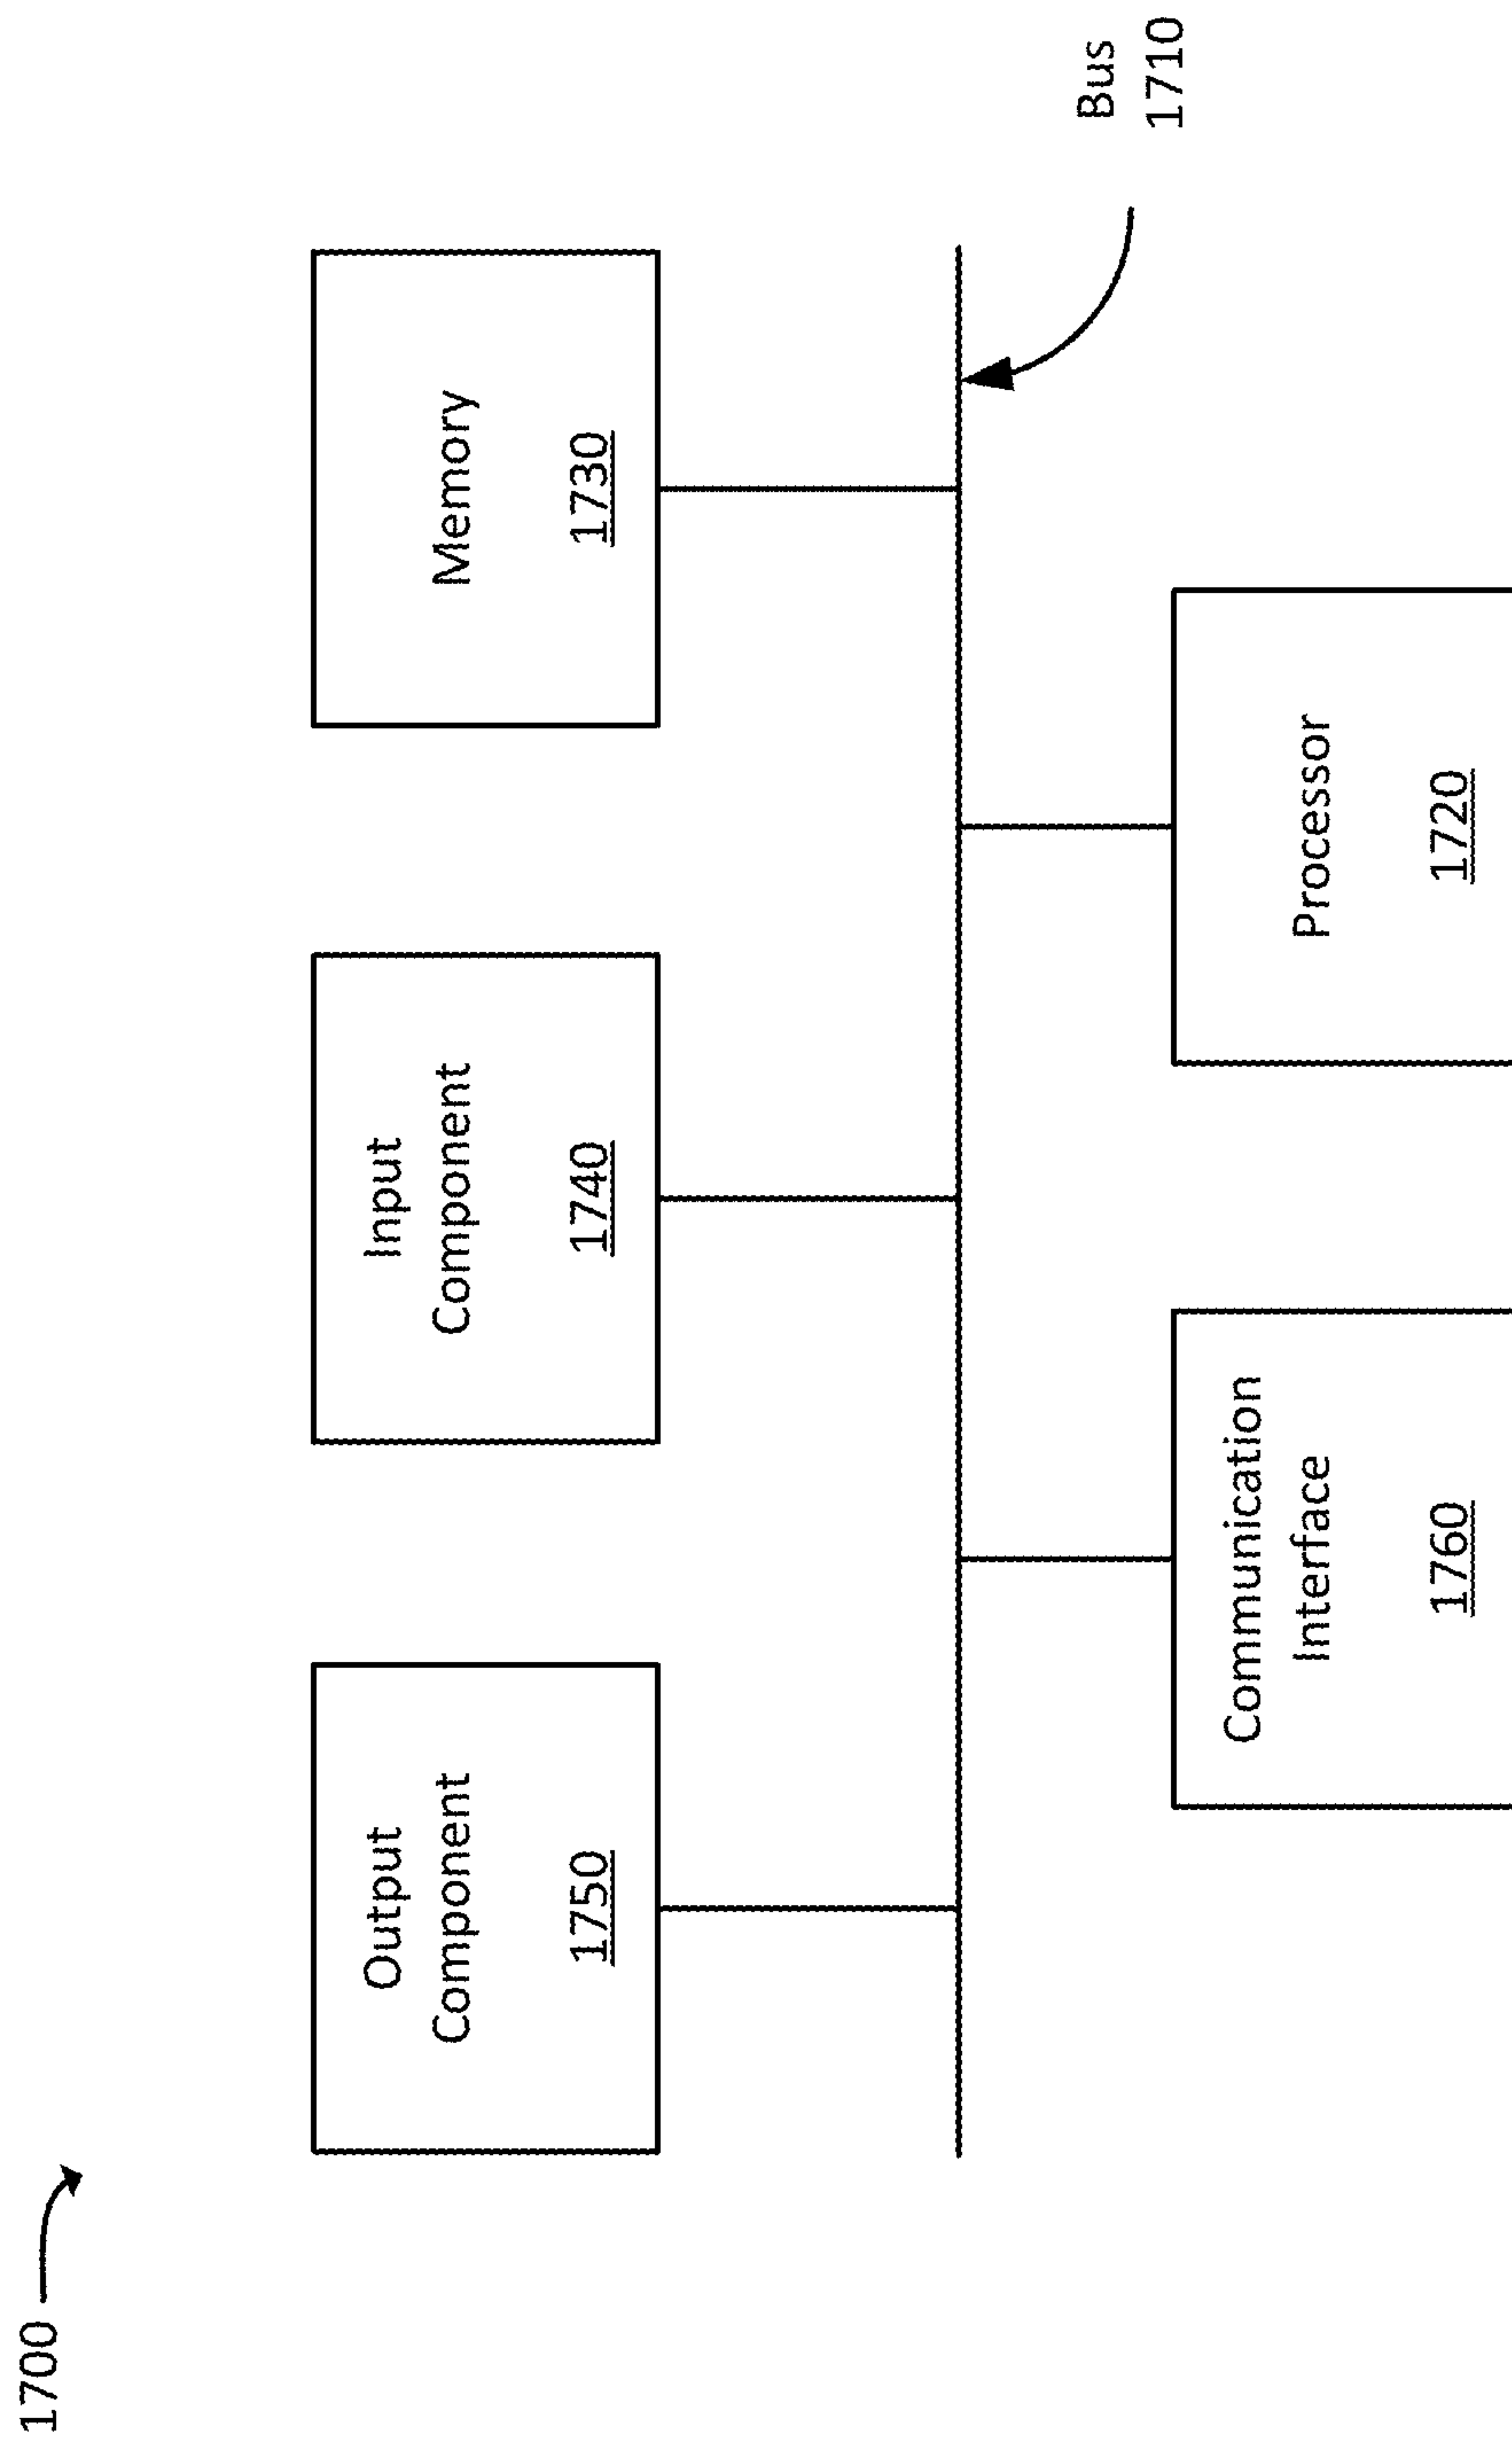 1700
Output
Component
1750
Input
Component
1740
Memory
1730
Bus
1710
Communication
Interface
1760
Processor
1720